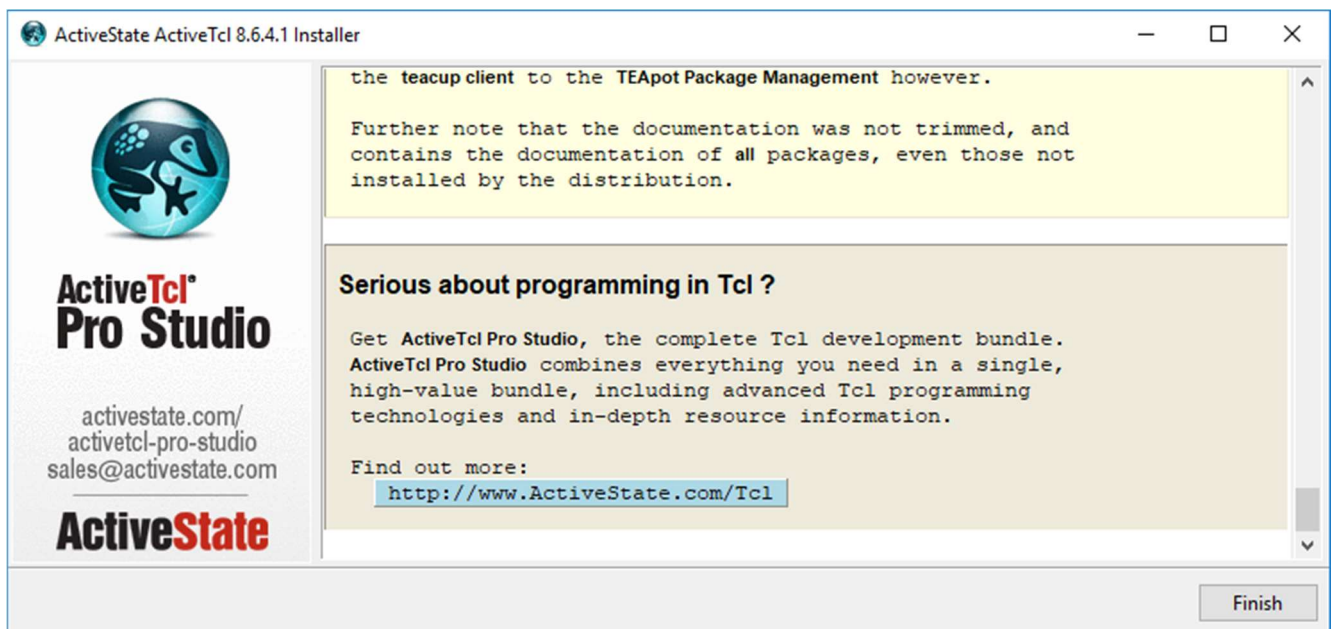 ActiveState ActiveTcl 8.6.4.1 Installer
ActiveTcl®
Pro Studio
activestate.com/
activetcl-pro-studio
sales@activestate.com
ActiveState
the teacup client to the TEApot Package Management however.
Further note that the documentation was not trimmed, and
contains the documentation of all packages, even those not
installed by the distribution.
Serious about programming in Tcl ?
Get ActiveTcl Pro Studio, the complete Tcl development bundle.
ActiveTcl Pro Studio combines everything you need in a single,
high-value bundle, including advanced Tcl programming
technologies and in-depth resource information.
Find out more:
http://www.ActiveState.com/Tcl
Finish